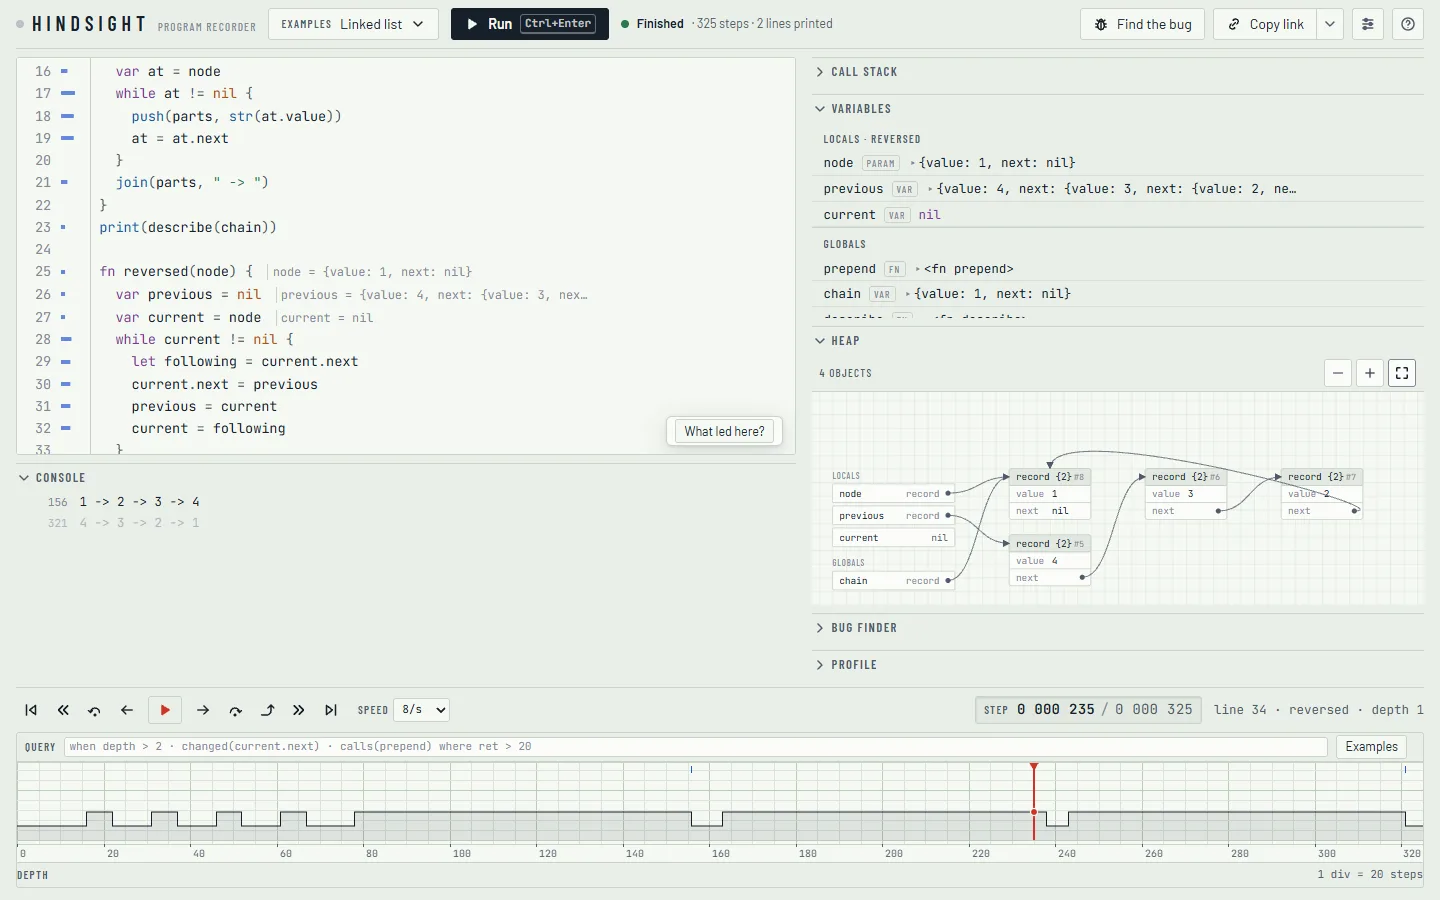 HINDSIGHT PROGRAM RECORDER EXAMPLES Linked list Run Ctrl+Enter Finished · 325 steps · 2 lines printed Find the bug Copy link
16 var at = node
17 while at != nil {
18 push(parts, str(at.value))
19 at = at.next
20 }
21 join(parts, " -> ")
22 }
23 print(describe(chain))
24
25 fn reversed(node) { node = {value: 1, next: nil}
26 var previous = nil previous = {value: 4, next: {value: 3, nex…
27 var current = node current = nil
28 while current != nil {
29 let following = current.next
30 current.next = previous
31 previous = current
32 current = following
33 }
What led here?
CONSOLE
156 1 -> 2 -> 3 -> 4
321 4 -> 3 -> 2 -> 1
CALL STACK
VARIABLES
LOCALS · REVERSED
node PARAM ▸ {value: 1, next: nil}
previous VAR ▸ {value: 4, next: {value: 3, next: {value: 2, ne…
current VAR nil
GLOBALS
prepend FN ▸ <fn prepend>
chain VAR ▸ {value: 1, next: nil}
describe FN ▸ <fn describe>
HEAP
4 OBJECTS
LOCALS
node record
previous record
current nil
GLOBALS
chain record
record {2} #8
value 1
next nil
record {2} #5
value 4
next
record {2} #6
value 3
next
record {2} #7
value 2
next
BUG FINDER
PROFILE
SPEED 8/s STEP 0 000 235 / 0 000 325 line 34 · reversed · depth 1
QUERY when depth > 2 · changed(current.next) · calls(prepend) where ret > 20 Examples
0 20 40 60 80 100 120 140 160 180 200 220 240 260 280 300 320
DEPTH 1 div = 20 steps